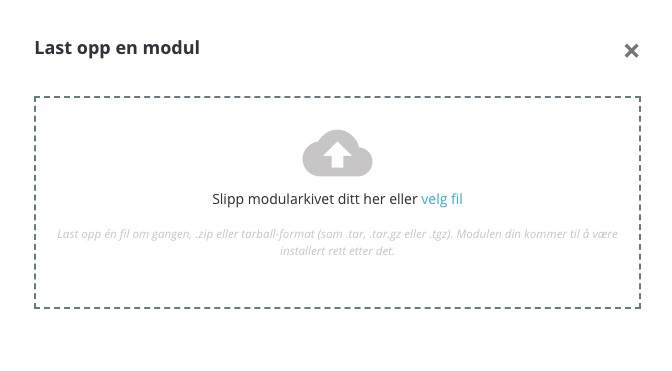 Last opp en modul
Slipp modularkivet ditt her eller velg fil
Last opp én fil om gangen, .zip eller tarball-format (som .tar, .tar.gz eller .tgz). Modulen din kommer til å være
installert rett etter det.